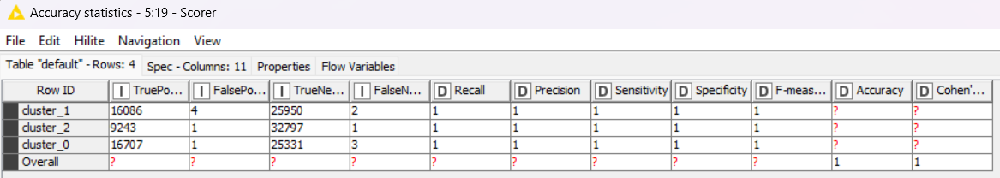 Accuracy statistics - 5:19 - Scorer
File Edit Hilite Navigation View
Table "default" - Rows: 4 Spec - Columns: 11 Properties Flow Variables
Row ID I TruePo... I FalsePo... I TrueNe... I FalseN... D Recall D Precision D Sensitivity D Specificity D F-meas... D Accuracy D Cohen'...
cluster_1 16086 4 25950 2 1 1 1 1 1 ? ?
cluster_2 9243 1 32797 1 1 1 1 1 1 ? ?
cluster_0 16707 1 25331 3 1 1 1 1 1 ? ?
Overall ? ? ? ? ? ? ? ? ? 1 1